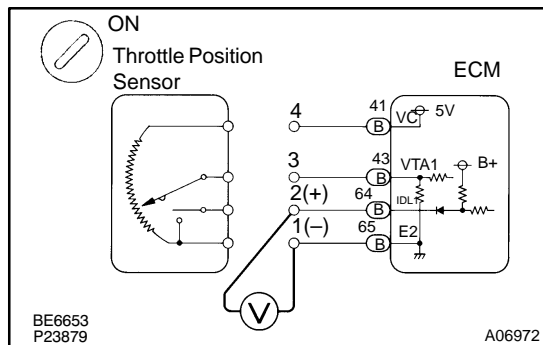 ON
Throttle Position
Sensor
ECM
4
41
B
VC
5V
3
43
B
VTA1
B+
2(+)
64
B
IDL1
1(−)
65
B
E2
V
BE6653
P23879
A06972